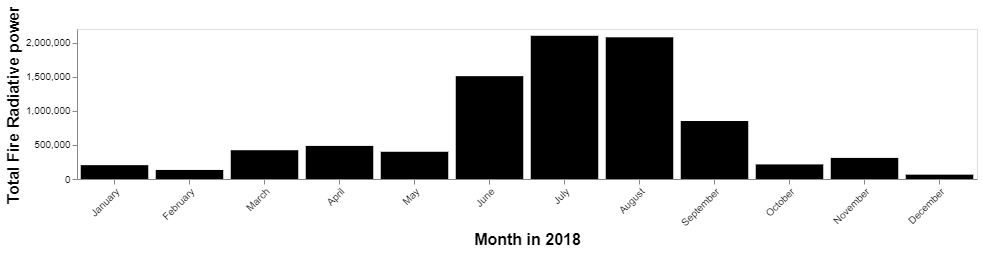 Total Fire Radiative power
2,000,000
1,500,000
1,000,000
500,000
0
January
February
March
April
May
June
July
August
September
October
November
December
Month in 2018